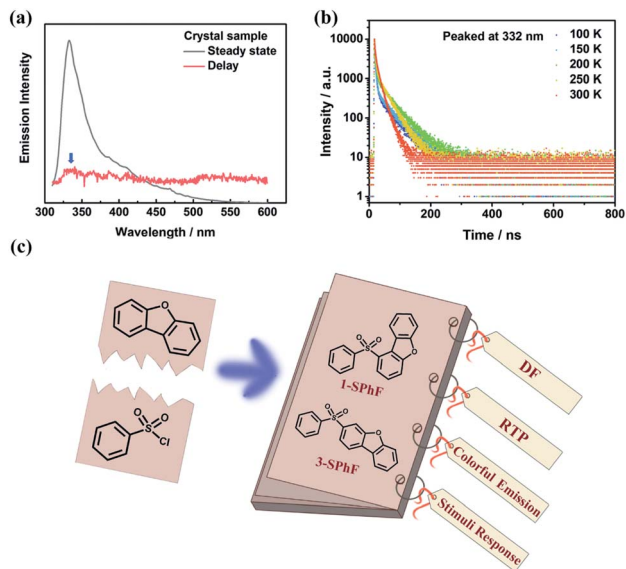 (a)
Crystal sample
Steady state
Delay
Emission Intensity
300 350 400 450 500 550 600
Wavelength / nm
(b)
Peaked at 332 nm
100 K
150 K
200 K
250 K
300 K
Intensity / a.u.
10000
1000
100
10
1
0 200 400 600 800
Time / ns
(c)
O
O
O
S
Cl
O
O
S
O
1-SPhF
O
O
S
O
3-SPhF
DF
RTP
Colorful Emission
Stimuli Response